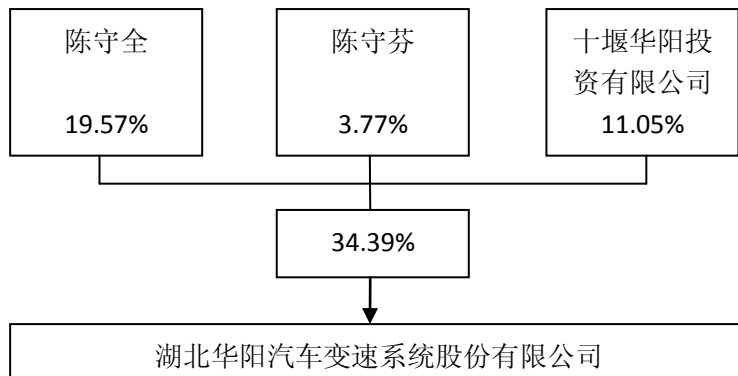 陈守全
19.57%
陈守芬
3.77%
十堰华阳投
资有限公司
11.05%
34.39%
湖北华阳汽车变速系统股份有限公司